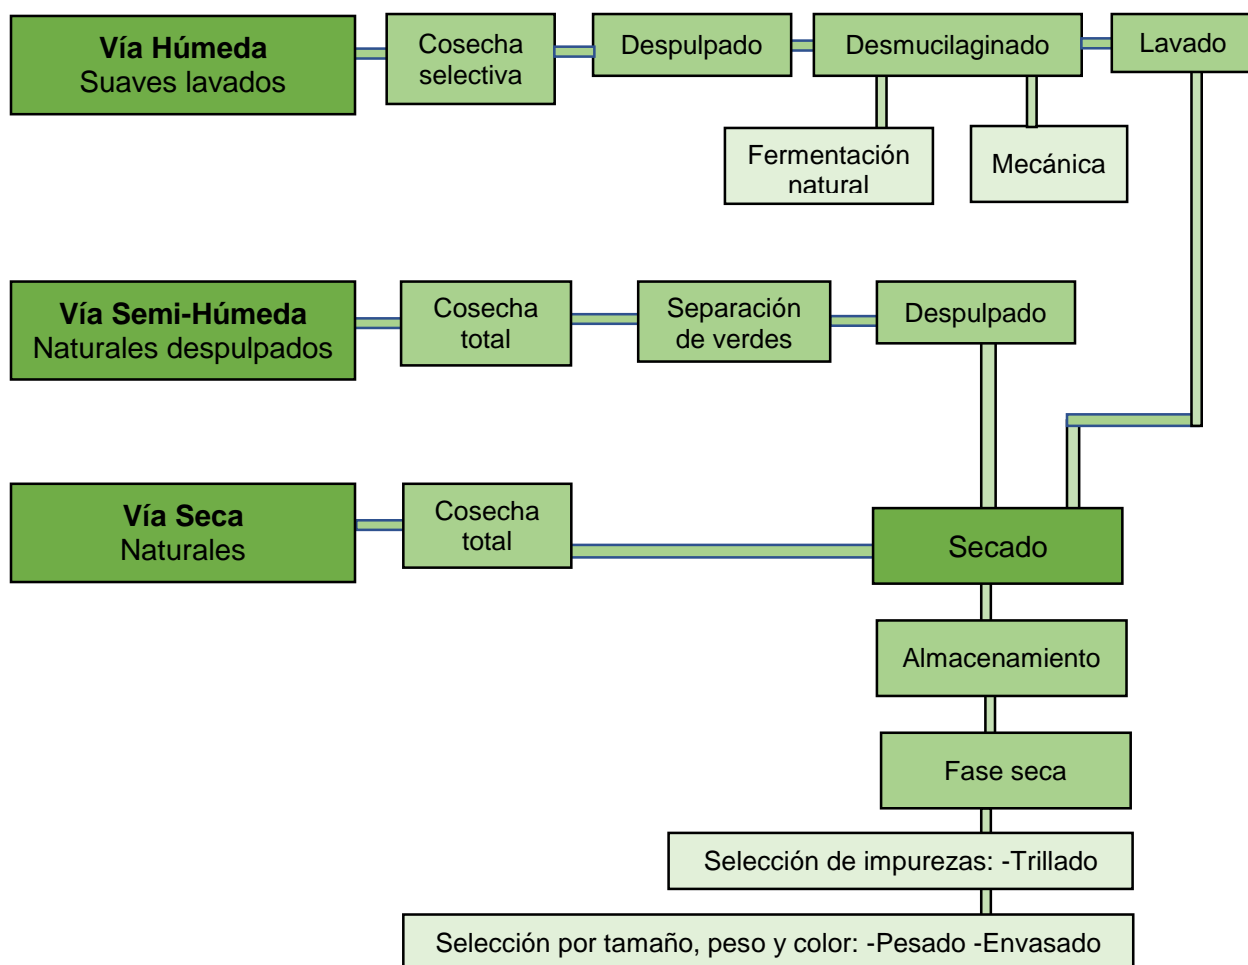 Vía Húmeda
Suaves lavados
Cosecha
selectiva
Despulpado
Desmucilaginado
Lavado
Fermentación
natural
Mecánica
Vía Semi-Húmeda
Naturales despulpados
Cosecha
total
Separación
de verdes
Despulpado
Vía Seca
Naturales
Cosecha
total
Secado
Almacenamiento
Fase seca
Selección de impurezas: -Trillado
Selección por tamaño, peso y color: -Pesado -Envasado